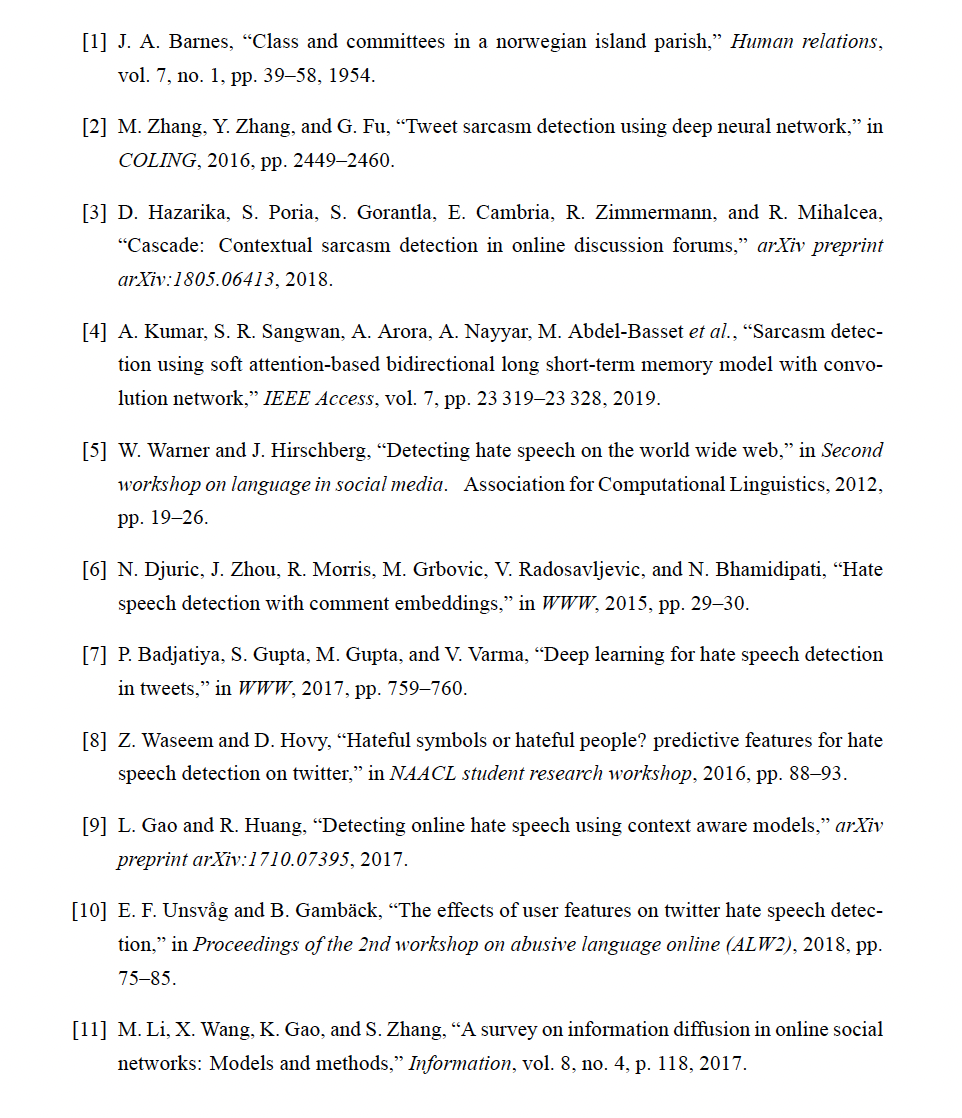 [1] J. A. Barnes, “Class and committees in a norwegian island parish,” Human relations,
vol. 7, no. 1, pp. 39–58, 1954.
[2] M. Zhang, Y. Zhang, and G. Fu, “Tweet sarcasm detection using deep neural network,” in
COLING, 2016, pp. 2449–2460.
[3] D. Hazarika, S. Poria, S. Gorantla, E. Cambria, R. Zimmermann, and R. Mihalcea,
“Cascade: Contextual sarcasm detection in online discussion forums,” arXiv preprint
arXiv:1805.06413, 2018.
[4] A. Kumar, S. R. Sangwan, A. Arora, A. Nayyar, M. Abdel-Basset et al., “Sarcasm detec-
tion using soft attention-based bidirectional long short-term memory model with convo-
lution network,” IEEE Access, vol. 7, pp. 23 319–23 328, 2019.
[5] W. Warner and J. Hirschberg, “Detecting hate speech on the world wide web,” in Second
workshop on language in social media. Association for Computational Linguistics, 2012,
pp. 19–26.
[6] N. Djuric, J. Zhou, R. Morris, M. Grbovic, V. Radosavljevic, and N. Bhamidipati, “Hate
speech detection with comment embeddings,” in WWW, 2015, pp. 29–30.
[7] P. Badjatiya, S. Gupta, M. Gupta, and V. Varma, “Deep learning for hate speech detection
in tweets,” in WWW, 2017, pp. 759–760.
[8] Z. Waseem and D. Hovy, “Hateful symbols or hateful people? predictive features for hate
speech detection on twitter,” in NAACL student research workshop, 2016, pp. 88–93.
[9] L. Gao and R. Huang, “Detecting online hate speech using context aware models,” arXiv
preprint arXiv:1710.07395, 2017.
[10] E. F. Unsvåg and B. Gambäck, “The effects of user features on twitter hate speech detec-
tion,” in Proceedings of the 2nd workshop on abusive language online (ALW2), 2018, pp.
75–85.
[11] M. Li, X. Wang, K. Gao, and S. Zhang, “A survey on information diffusion in online social
networks: Models and methods,” Information, vol. 8, no. 4, p. 118, 2017.